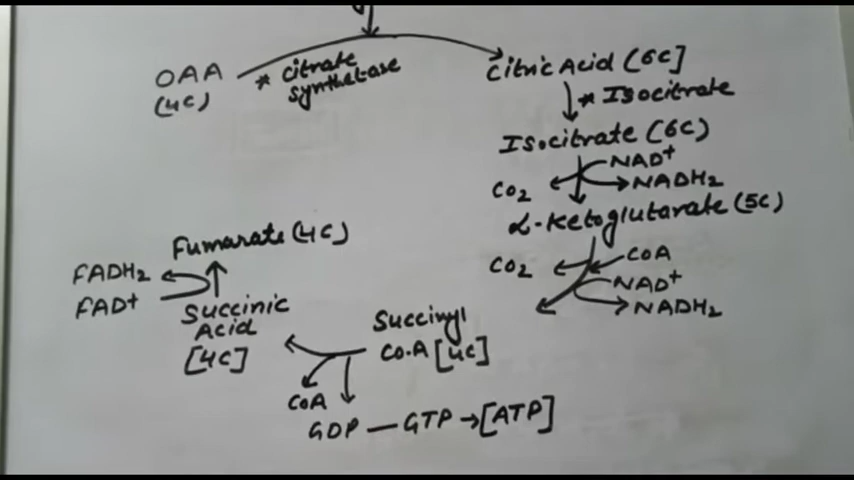 OAA
(4C)
* citrate
synthetase
Citric Acid [6C]
* Isocitrate
Isocitrate (6C)
NAD+
CO2
NADH2
α-Ketoglutarate (5C)
CoA
CO2
NAD+
NADH2
Succinyl
Co.A [4C]
CoA
GDP — GTP → [ATP]
Succinic
Acid
[4C]
FADH2
FAD+
Fumarate (4C)